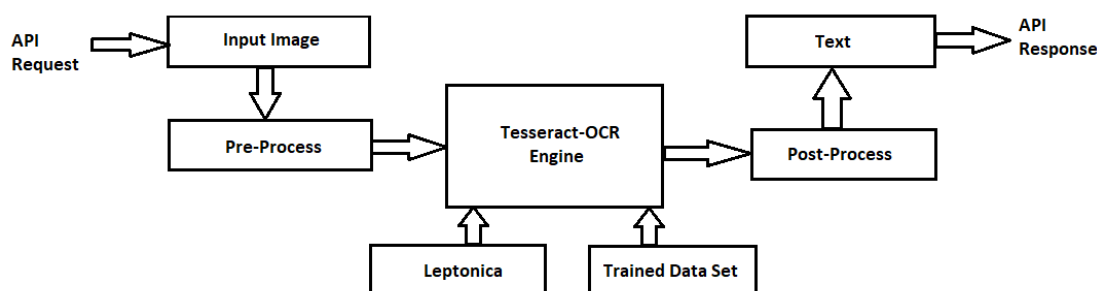 API
Request
Input Image
Text
API
Response
Pre-Process
Tesseract-OCR
Engine
Post-Process
Leptonica
Trained Data Set